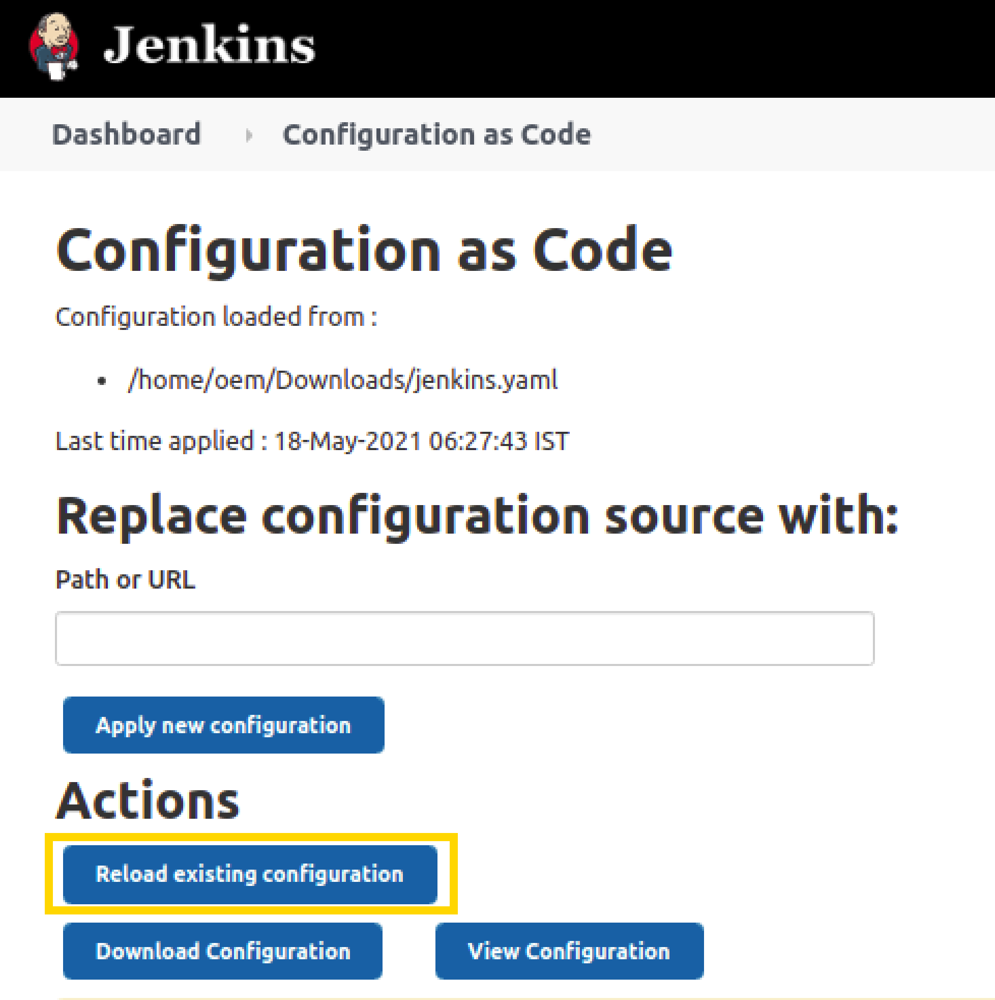 Jenkins
Dashboard Configuration as Code
Configuration as Code
Configuration loaded from :
• /home/oem/Downloads/jenkins.yaml
Last time applied : 18-May-2021 06:27:43 IST
Replace configuration source with:
Path or URL
Apply new configuration
Actions
Reload existing configuration
Download Configuration View Configuration